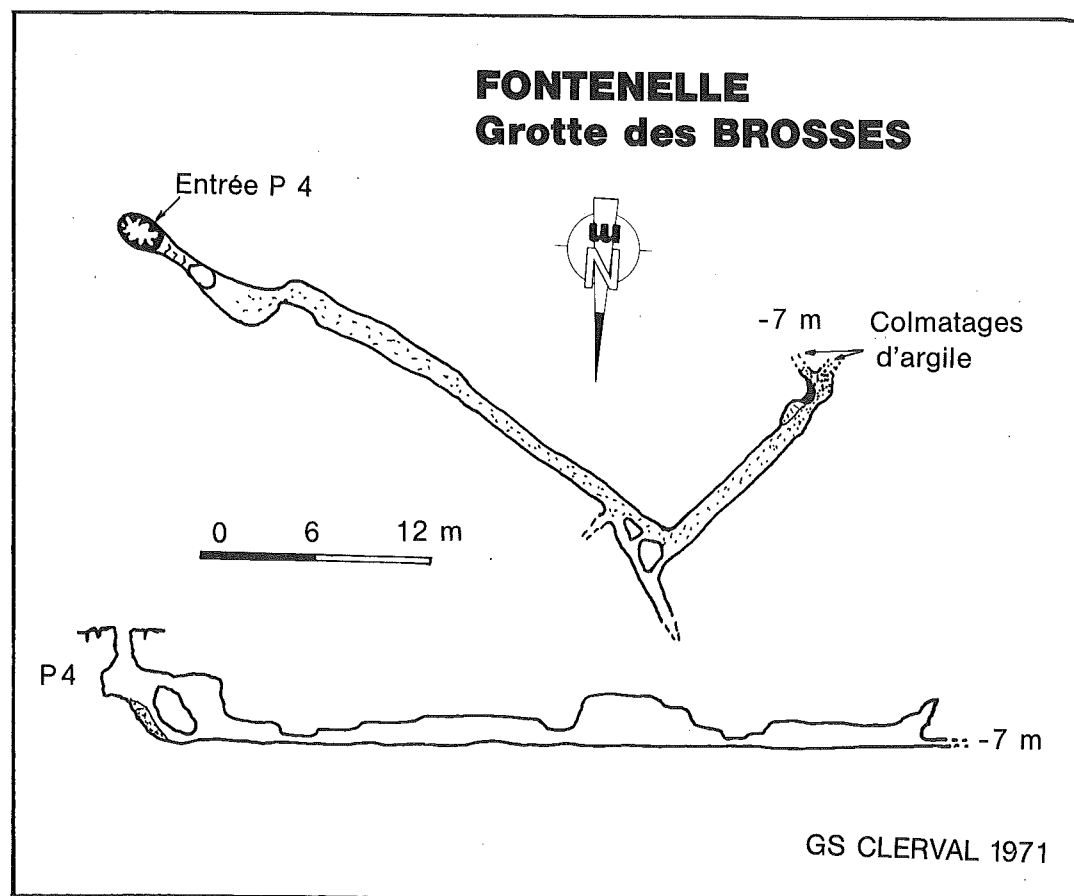 FONTENELLE
Grotte des BROSSES
Entrée P 4
N
-7 m
Colmatages
d'argile
0 6 12 m
P4
-7 m
GS CLERVAL 1971